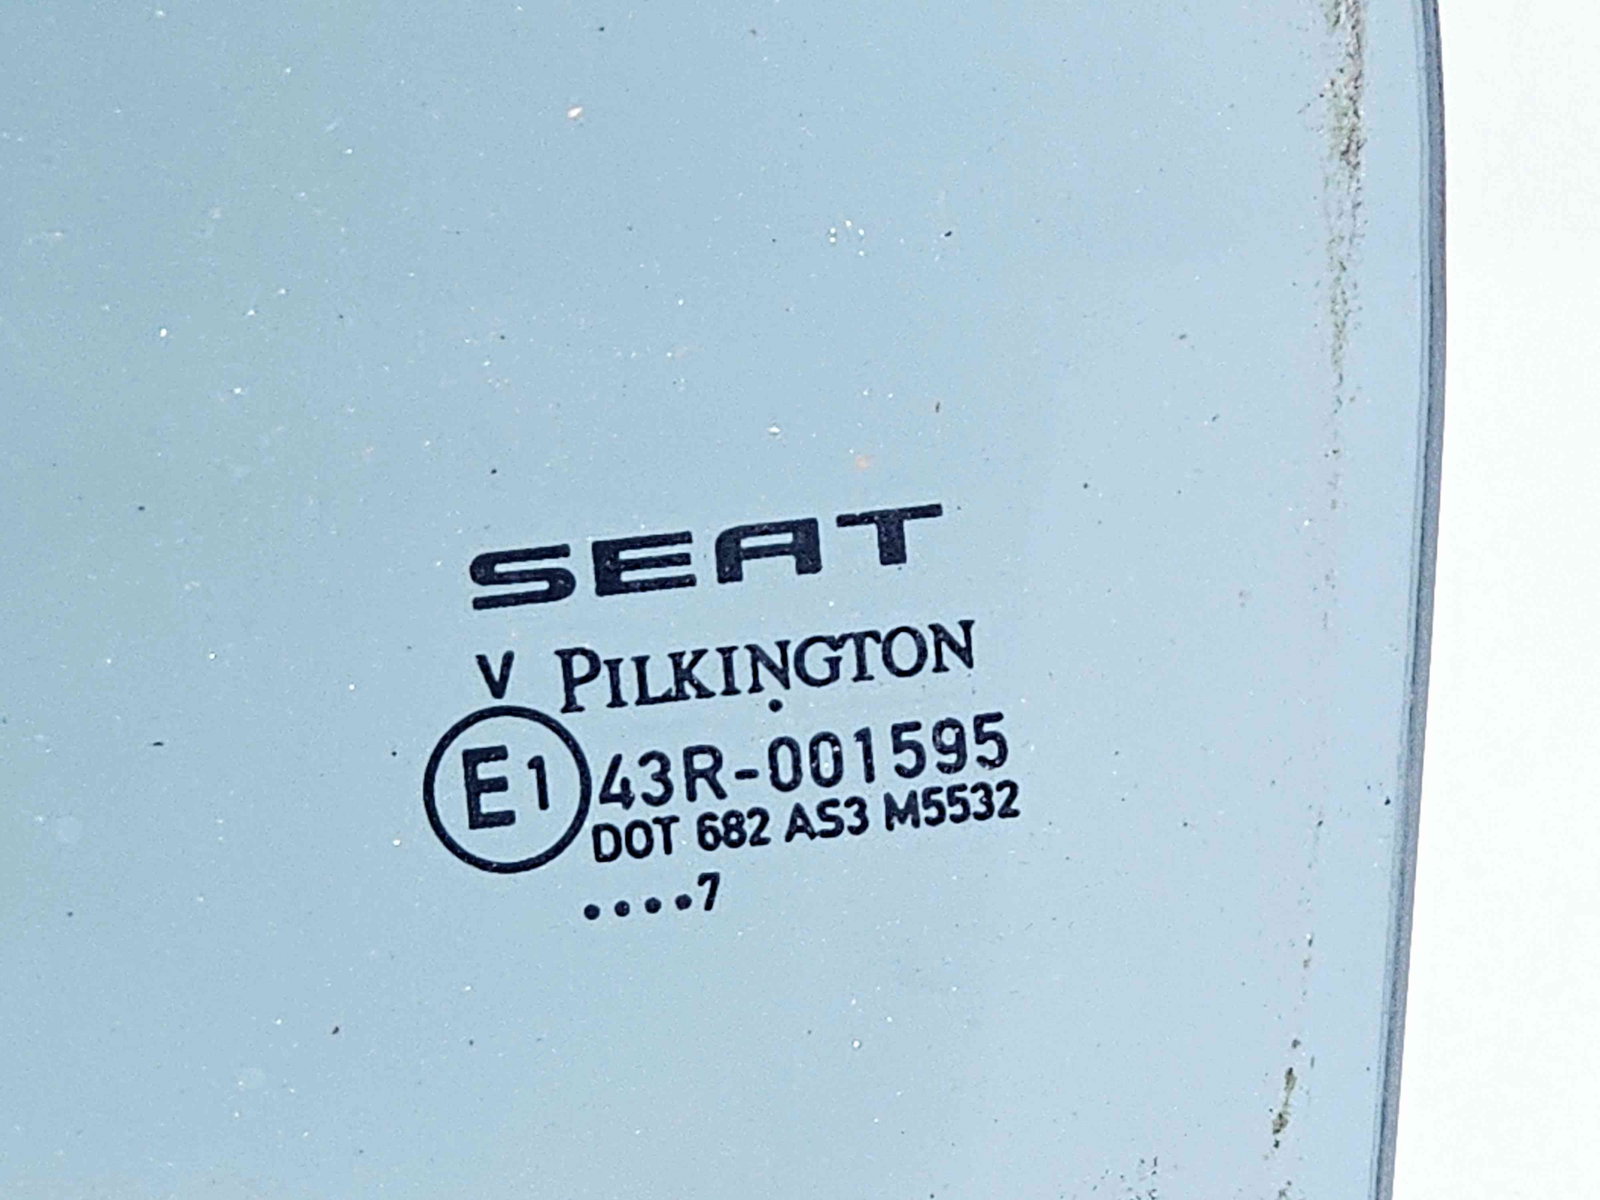 SEAT
V PILKINGTON
.
E1 43R-001595
DOT 682 AS3 M5532
....7